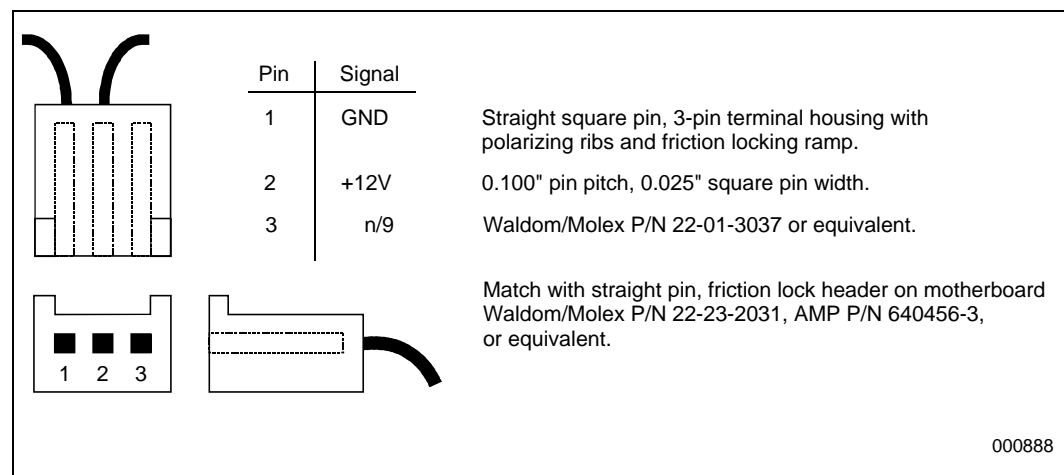 Pin Signal
1 GND Straight square pin, 3-pin terminal housing with
polarizing ribs and friction locking ramp.
2 +12V 0.100" pin pitch, 0.025" square pin width.
3 n/9 Waldom/Molex P/N 22-01-3037 or equivalent.
Match with straight pin, friction lock header on motherboard
Waldom/Molex P/N 22-23-2031, AMP P/N 640456-3,
or equivalent.
1 2 3
000888